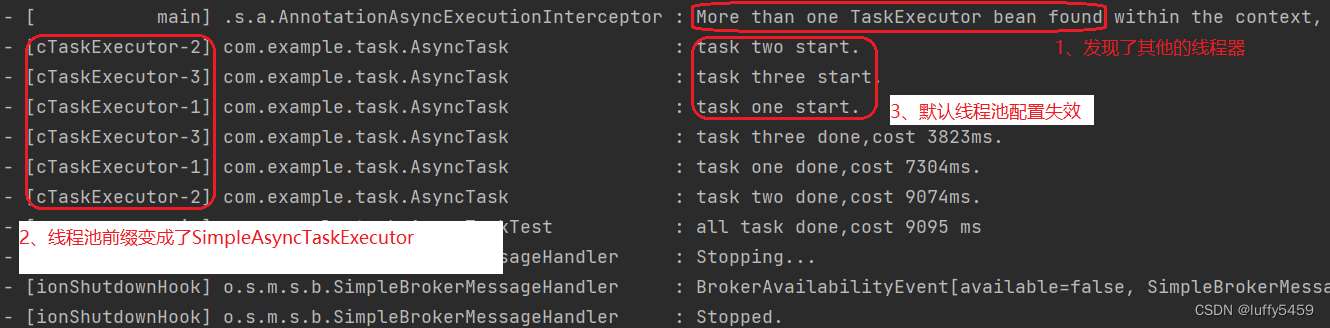 - [           main] .s.a.AnnotationAsyncExecutionInterceptor : More than one TaskExecutor bean found within the context,
1、发现了其他的线程器
- [cTaskExecutor-2] com.example.task.AsyncTask               : task two start.
- [cTaskExecutor-3] com.example.task.AsyncTask               : task three start.
- [cTaskExecutor-1] com.example.task.AsyncTask               : task one start.
3、默认线程池配置失效
- [cTaskExecutor-3] com.example.task.AsyncTask               : task three done,cost 3823ms.
- [cTaskExecutor-1] com.example.task.AsyncTask               : task one done,cost 7304ms.
- [cTaskExecutor-2] com.example.task.AsyncTask               : task two done,cost 9074ms.
2、线程池前缀变成了SimpleAsyncTaskExecutor
- kTest               : all task done,cost 9095 ms
- ssageHandler     : Stopping...
- [ionShutdownHook] o.s.m.s.b.SimpleBrokerMessageHandler     : BrokerAvailabilityEvent[available=false, SimpleBrokerMessa
- [ionShutdownHook] o.s.m.s.b.SimpleBrokerMessageHandler     : Stopped.
CSDN @luffy5459